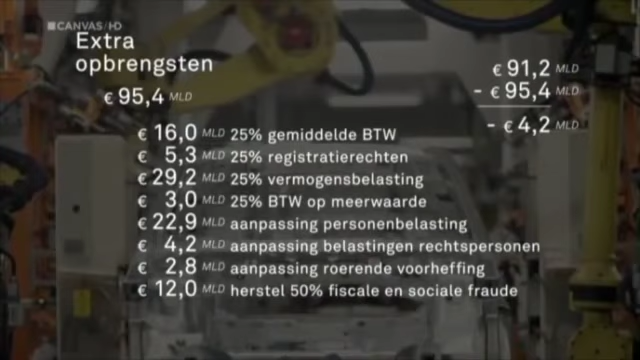 CANVAS/HD
Extra
opbrengsten
€ 95,4 MLD
€ 91,2 MLD
- € 95,4 MLD
- € 4,2 MLD
€ 16,0 MLD 25% gemiddelde BTW
€ 5,3 MLD 25% registratierechten
€ 29,2 MLD 25% vermogensbelasting
€ 3,0 MLD 25% BTW op meerwaarde
€ 22,9 MLD aanpassing personenbelasting
€ 4,2 MLD aanpassing belastingen rechtspersonen
€ 2,8 MLD aanpassing roerende voorheffing
€ 12,0 MLD herstel 50% fiscale en sociale fraude